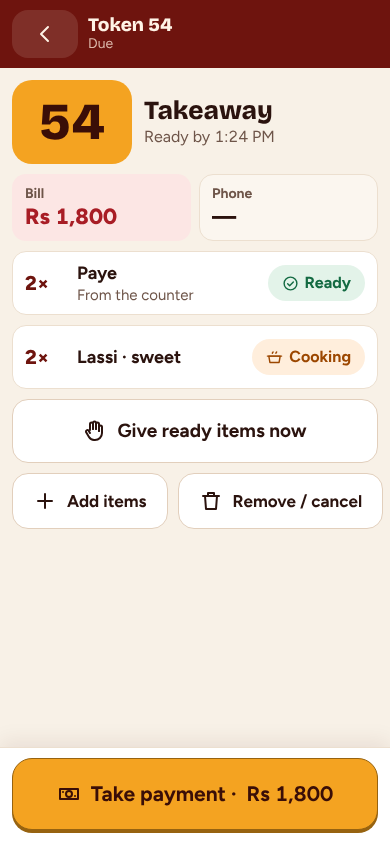 Token 54
Due
54
Takeaway
Ready by 1:24 PM
Bill
Rs 1,800
Phone
—
2×
Paye
From the counter
Ready
2×
Lassi · sweet
Cooking
Give ready items now
Add items
Remove / cancel
Take payment · Rs 1,800